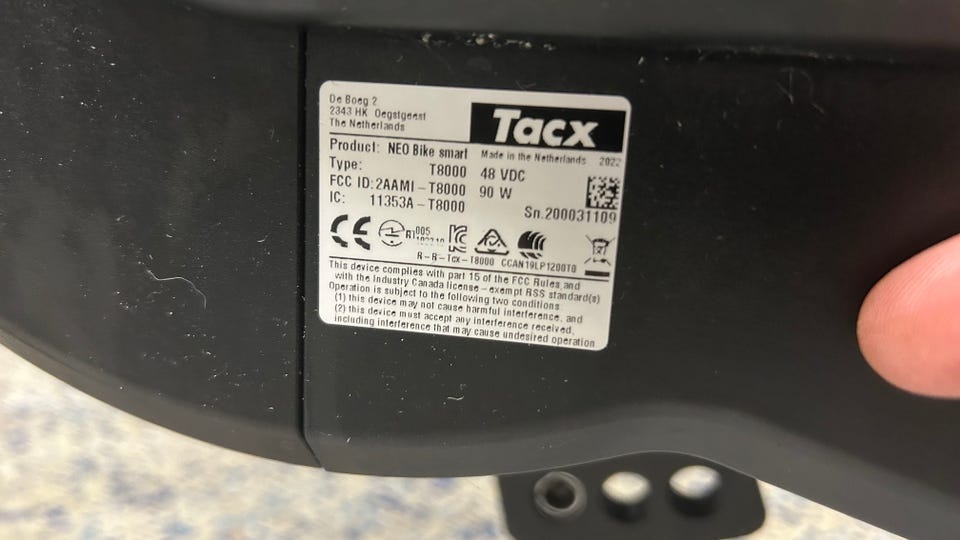 De Boeg 2
2343 HK Oegstgeest
The Netherlands
Tacx
Product: NEO Bike smart
Made in the Netherlands 2022
Type: T8000
48 VDC
FCC ID: 2AAMI-T8000
90 W
IC: 11353A-T8000
Sn.200031109
CE
005
R-R-Tcx-T8000 CCAN19LP1200T0
This device complies with part 15 of the FCC Rules and
with the Industry Canada license-exempt RSS standard(s)
Operation is subject to the following two conditions
(1) this device may not cause harmful interference, and
(2) this device must accept any interference received,
including interference that may cause undesired operation